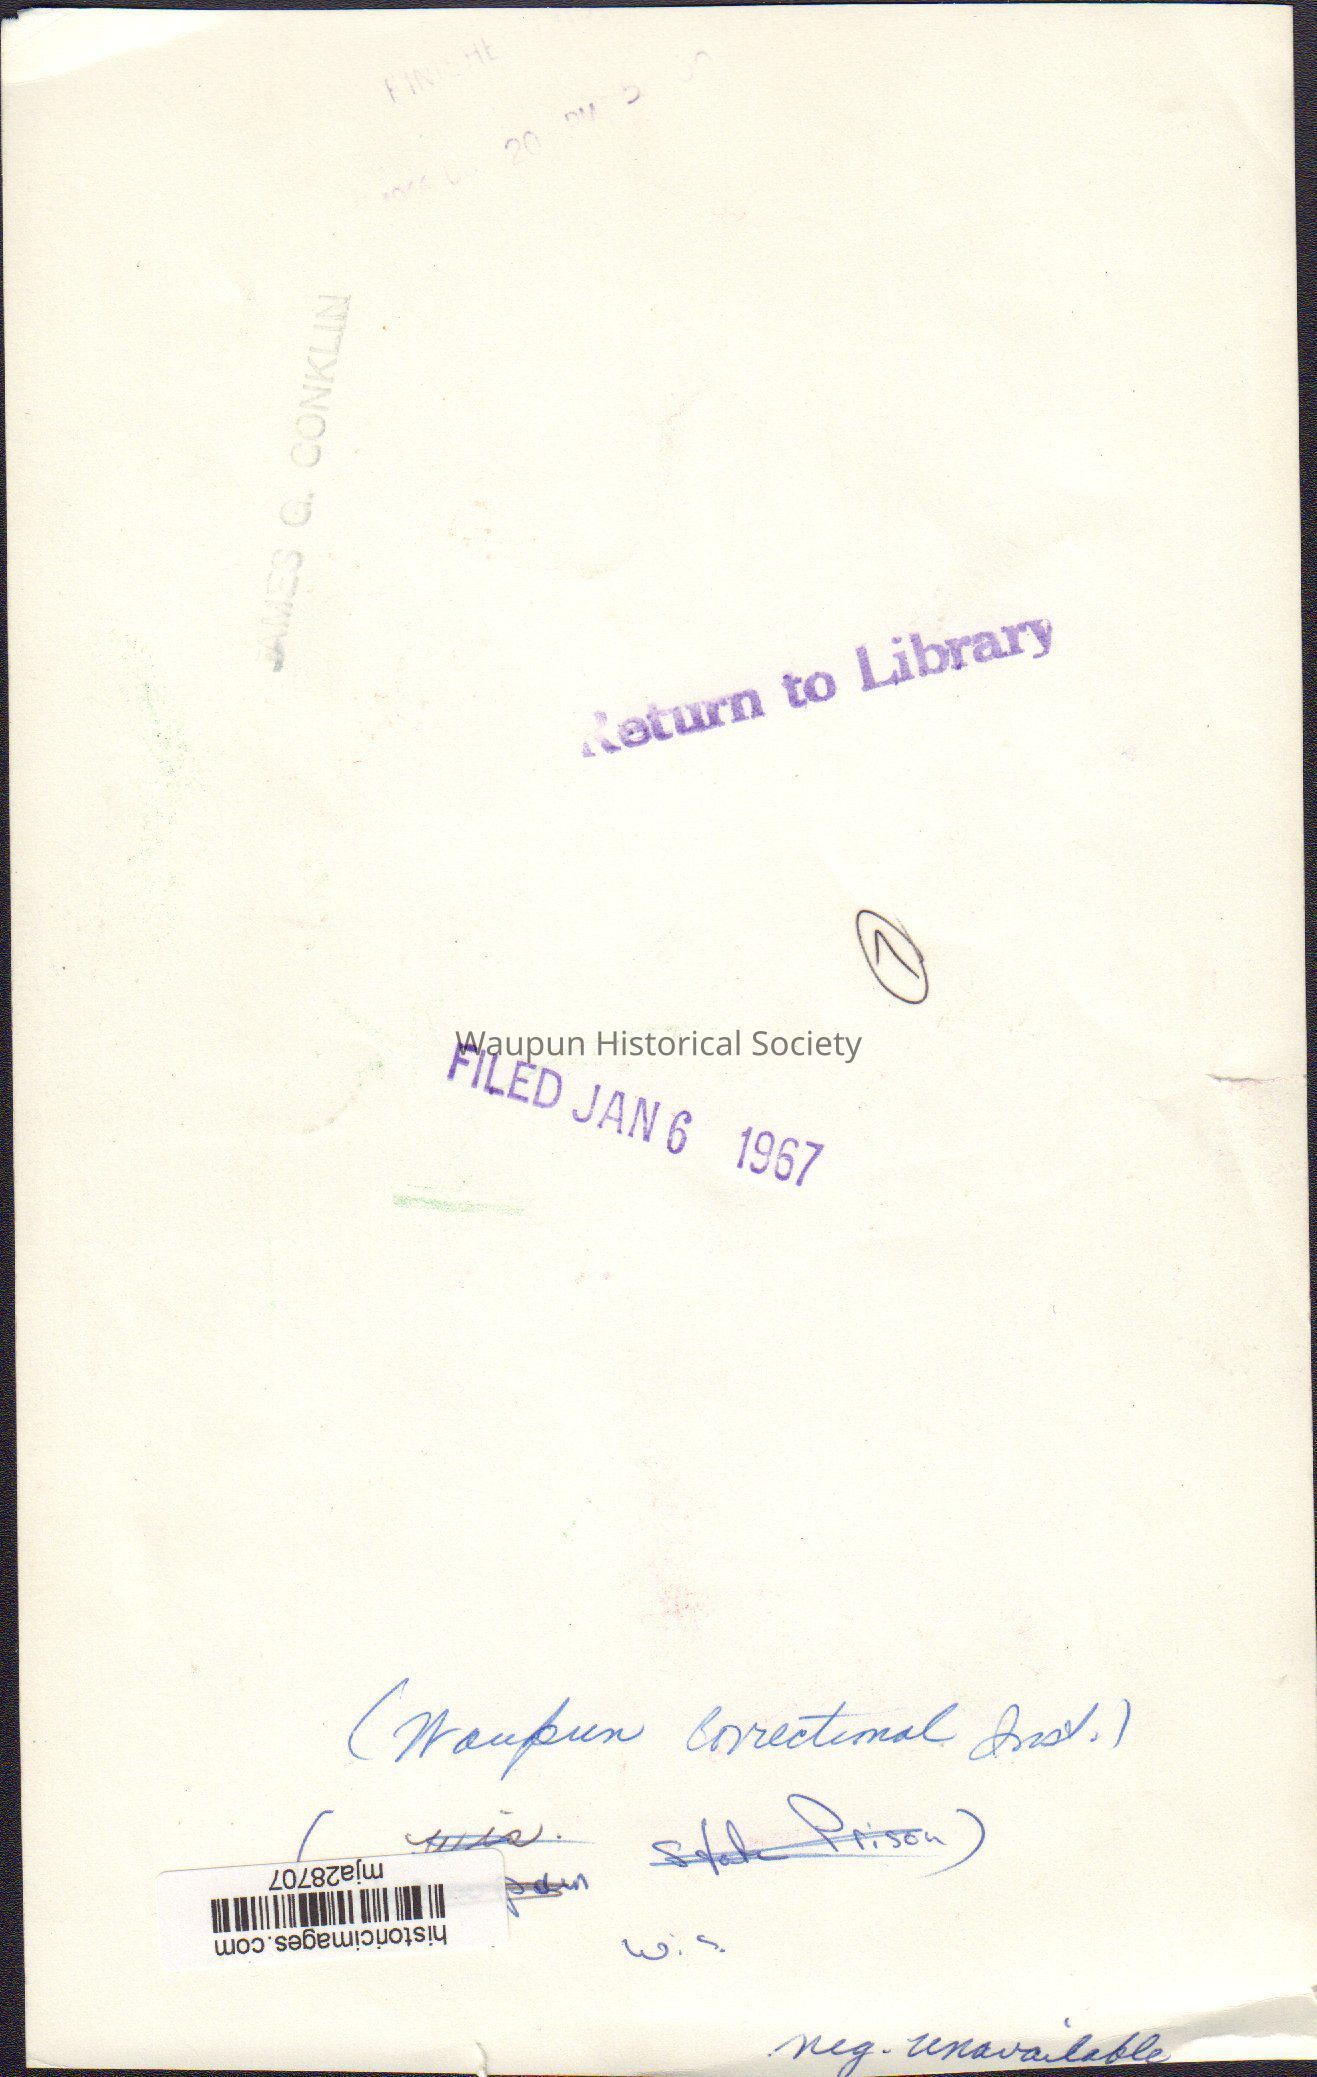 20
JAMES G. CONKLIN
Return to Library
Waupun Historical Society
FILED JAN 6 1967
(Waupun Correctional Inst.)
( Wis. State Prison)
Wis.
mja28707
historicimages.com
neg. unavailable